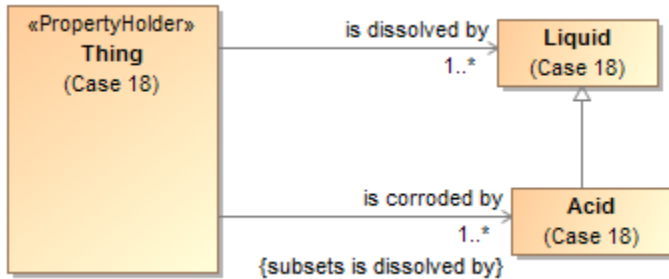 «PropertyHolder»
Thing
(Case 18)
is dissolved by
1..*
Liquid
(Case 18)
is corroded by
1..*
{subsets is dissolved by}
Acid
(Case 18)